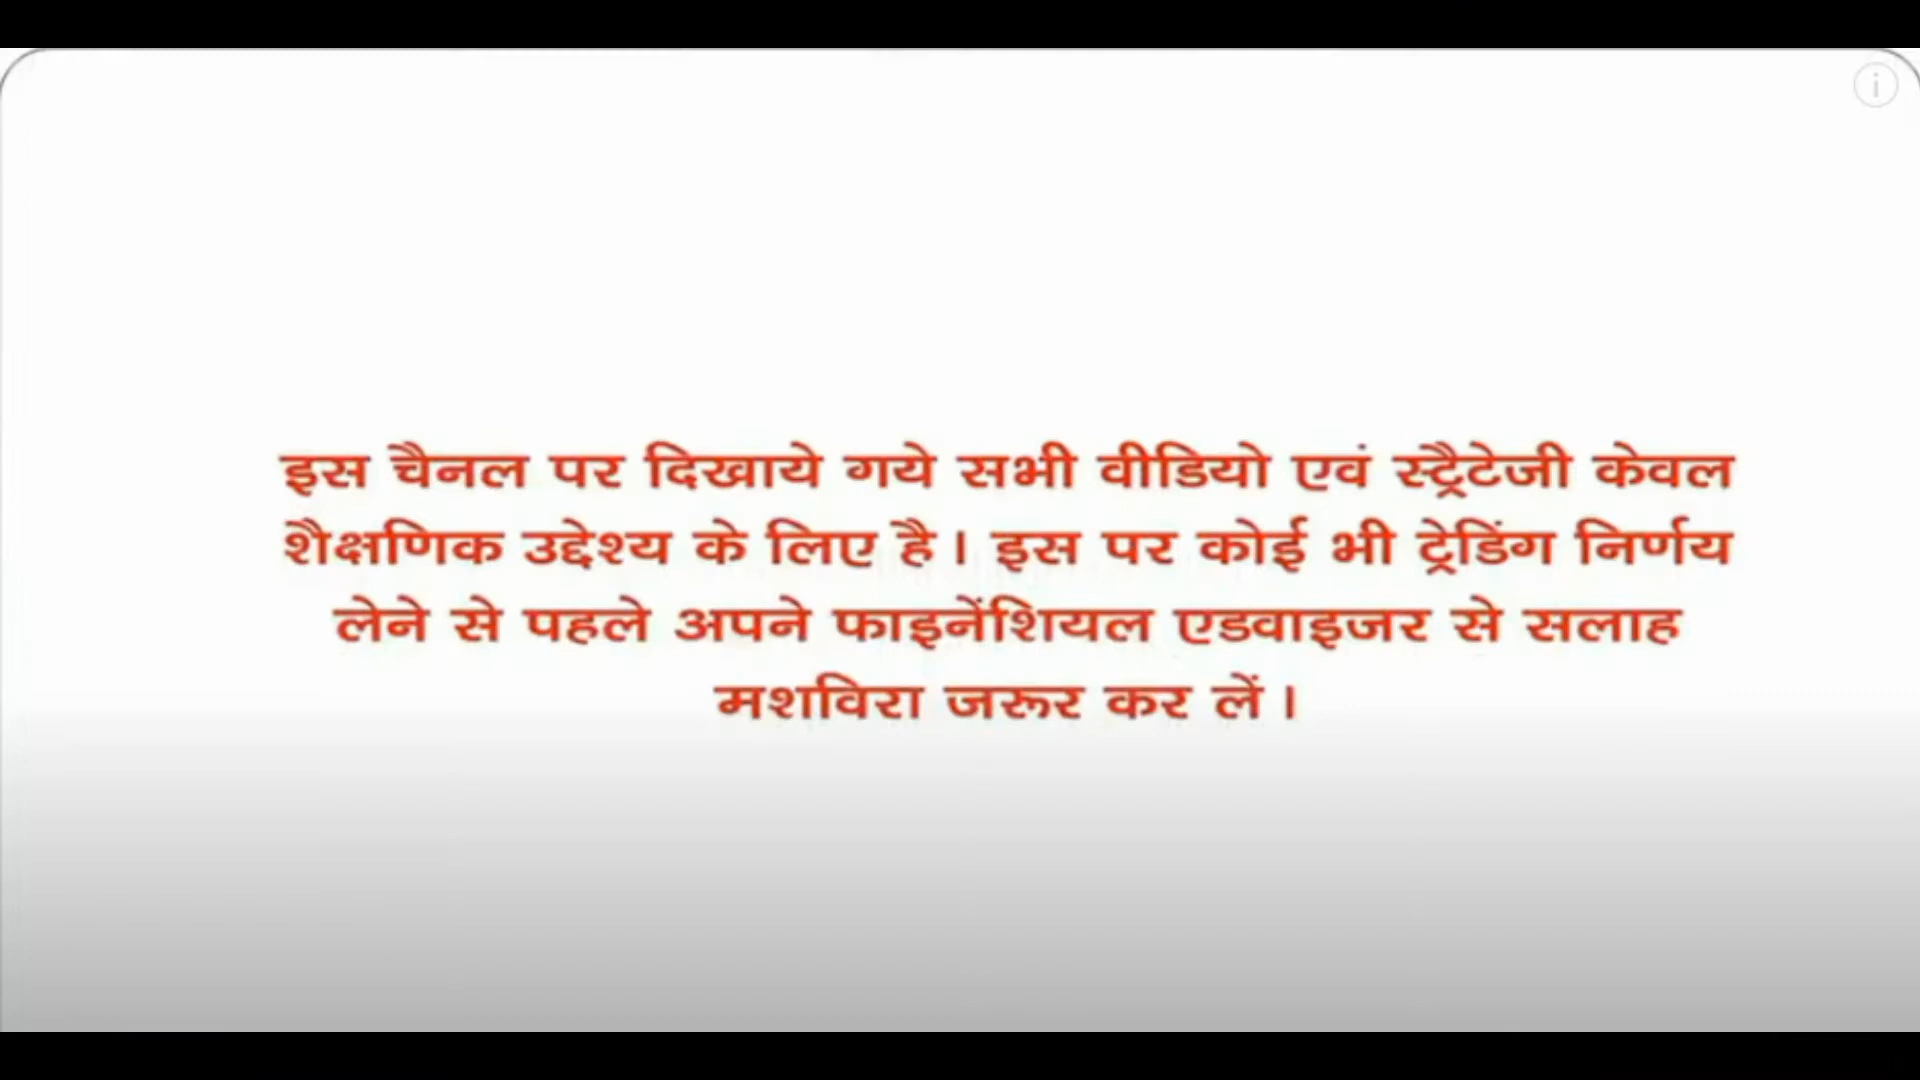 इस चैनल पर दिखाये गये सभी वीडियो एवं स्ट्रैटेजी केवल
शैक्षणिक उद्देश्य के लिए है। इस पर कोई भी ट्रेडिंग निर्णय
लेने से पहले अपने फाइनेंशियल एडवाइजर से सलाह
मशविरा जरूर कर लें।